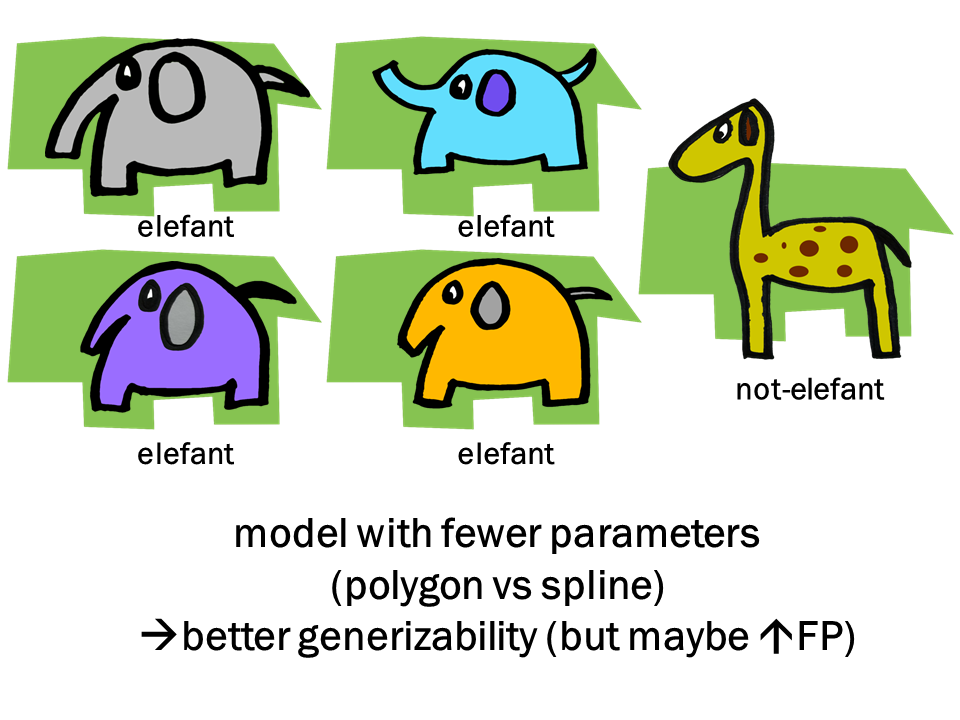 elefant
elefant
elefant
elefant
not-elefant
model with fewer parameters
(polygon vs spline)
→better generizability (but maybe ↑FP)